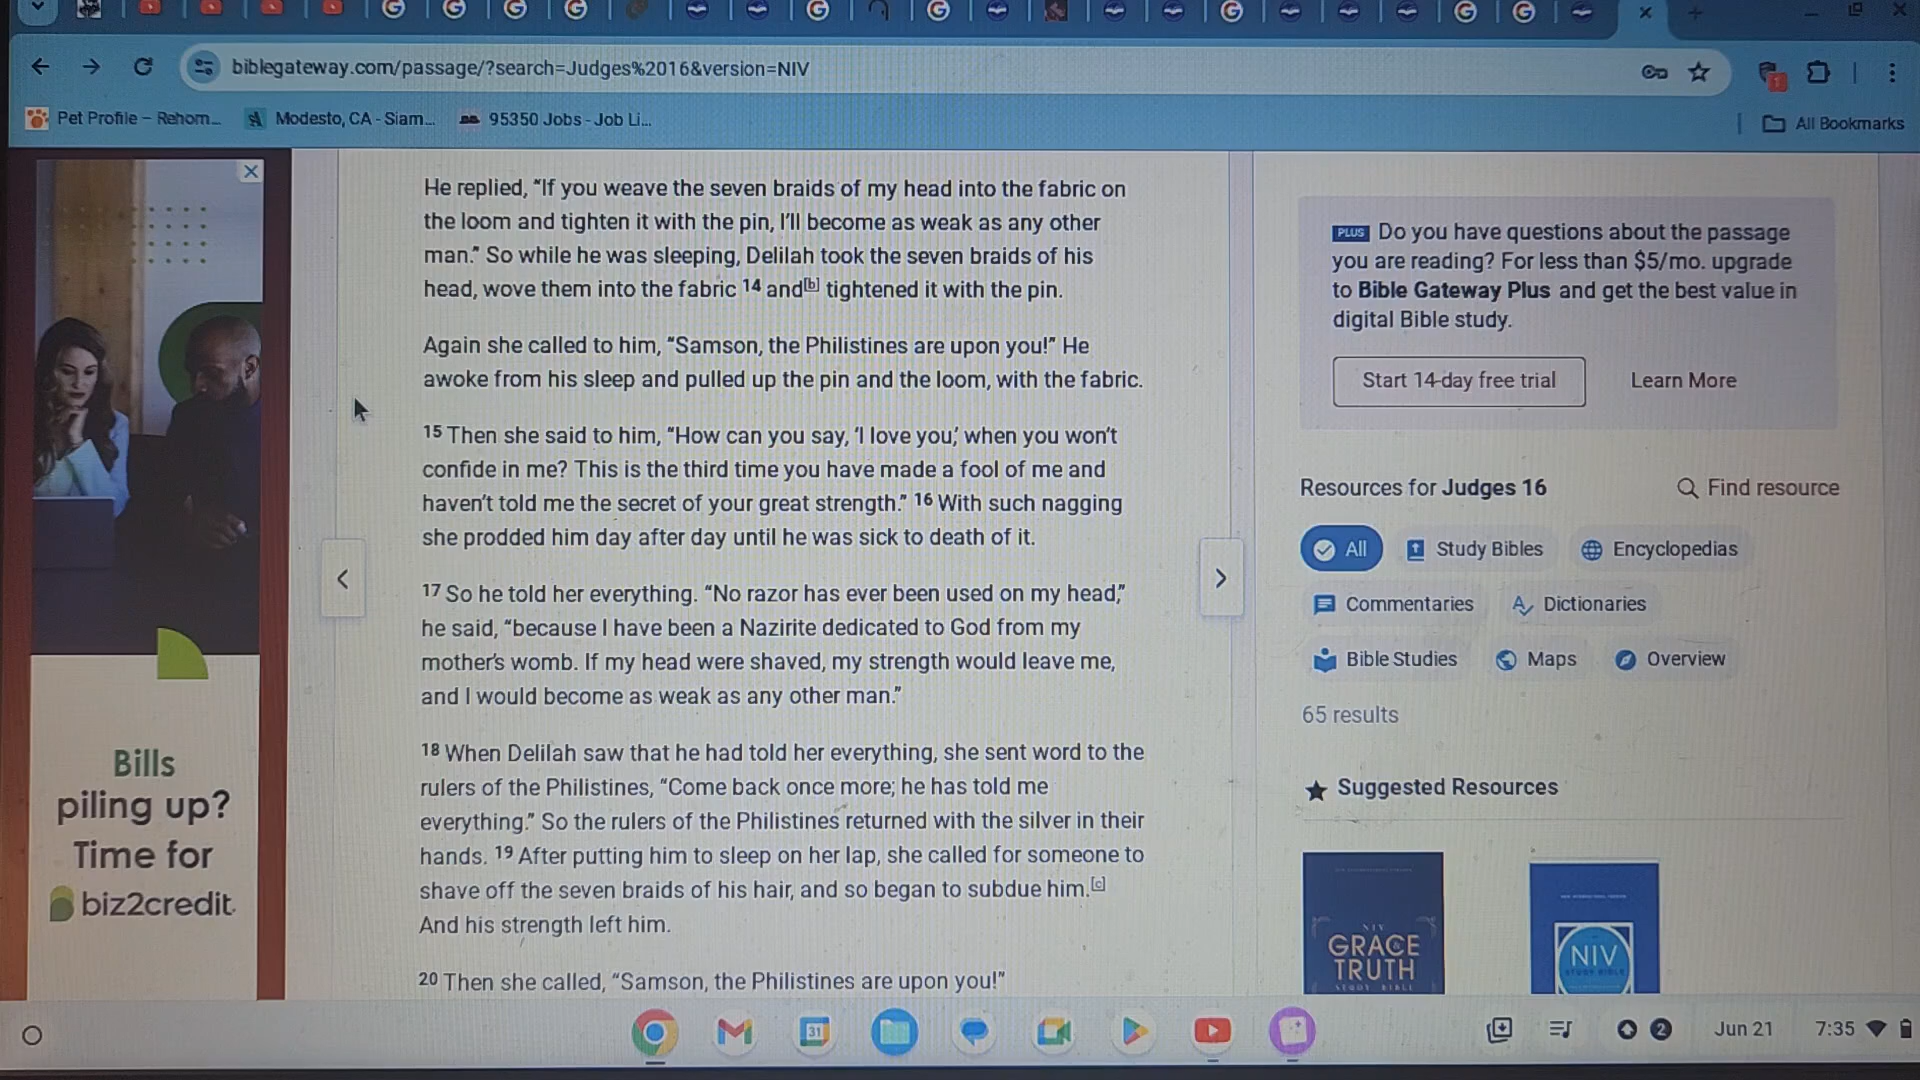 biblegateway.com/passage/?search=Judges%2016&version=NIV
1
Pet Profile – Rehom...
Modesto, CA - Siam...
95350 Jobs - Job Li...
All Bookmarks
He replied, “If you weave the seven braids of my head into the fabric on
the loom and tighten it with the pin, I’ll become as weak as any other
man.” So while he was sleeping, Delilah took the seven braids of his
head, wove them into the fabric 14 and[b] tightened it with the pin.
Again she called to him, “Samson, the Philistines are upon you!” He
awoke from his sleep and pulled up the pin and the loom, with the fabric.
15 Then she said to him, “How can you say, ‘I love you,’ when you won’t
confide in me? This is the third time you have made a fool of me and
haven’t told me the secret of your great strength.” 16 With such nagging
she prodded him day after day until he was sick to death of it.
17 So he told her everything. “No razor has ever been used on my head,”
he said, “because I have been a Nazirite dedicated to God from my
mother’s womb. If my head were shaved, my strength would leave me,
and I would become as weak as any other man.”
18 When Delilah saw that he had told her everything, she sent word to the
rulers of the Philistines, “Come back once more; he has told me
everything.” So the rulers of the Philistines returned with the silver in their
hands. 19 After putting him to sleep on her lap, she called for someone to
shave off the seven braids of his hair, and so began to subdue him.[c]
And his strength left him.
20 Then she called, “Samson, the Philistines are upon you!”
PLUS Do you have questions about the passage
you are reading? For less than $5/mo. upgrade
to Bible Gateway Plus and get the best value in
digital Bible study.
Start 14-day free trial
Learn More
Resources for Judges 16
Find resource
All
Study Bibles
Encyclopedias
Commentaries
Dictionaries
Bible Studies
Maps
Overview
65 results
Suggested Resources
NIV
GRACE
TRUTH
STUDY BIBLE
NIV
STUDY BIBLE
Bills
piling up?
Time for
biz2credit.
31
2
Jun 21
7:35